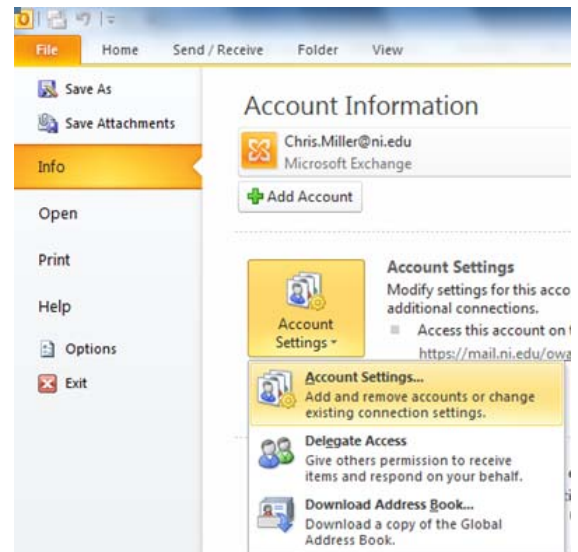 File Home Send / Receive Folder View
Save As
Save Attachments
Info
Open
Print
Help
Options
Exit
Account Information
Chris.Miller@ni.edu
Microsoft Exchange
Add Account
Account
Settings
Account Settings
Modify settings for this acco
additional connections.
Access this account on t
https://mail.ni.edu/owa
Account Settings...
Add and remove accounts or change
existing connection settings.
Delegate Access
Give others permission to receive
items and respond on your behalf.
Download Address Book...
Download a copy of the Global
Address Book.